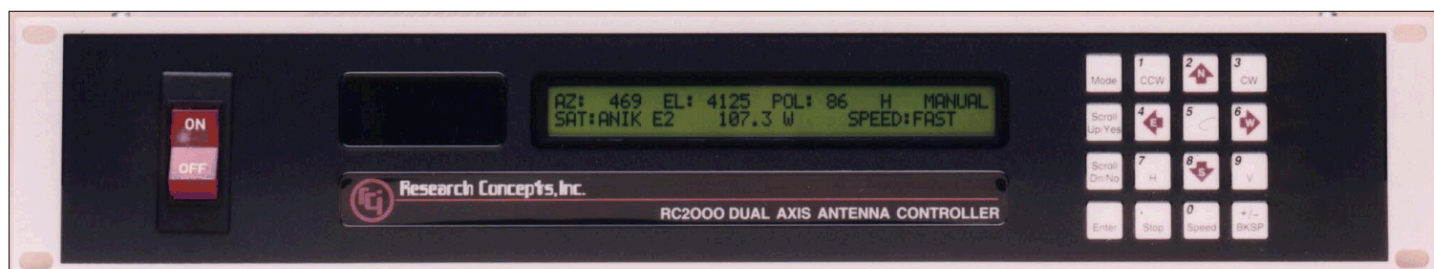 ON
OFF
AZ: 469 EL: 4125 POL: 86 H MANUAL
SAT:ANIK E2 107.3 W SPEED:FAST
rci
Research Concepts, Inc.
RC2000 DUAL AXIS ANTENNA CONTROLLER
Mode
1 CCW
2 N
3 CW
Scroll Up/Yes
4 E
5
6 W
Scroll Dn/No
7 H
8 S
9 V
Enter
. Stop
0 Speed
+/- BKSP